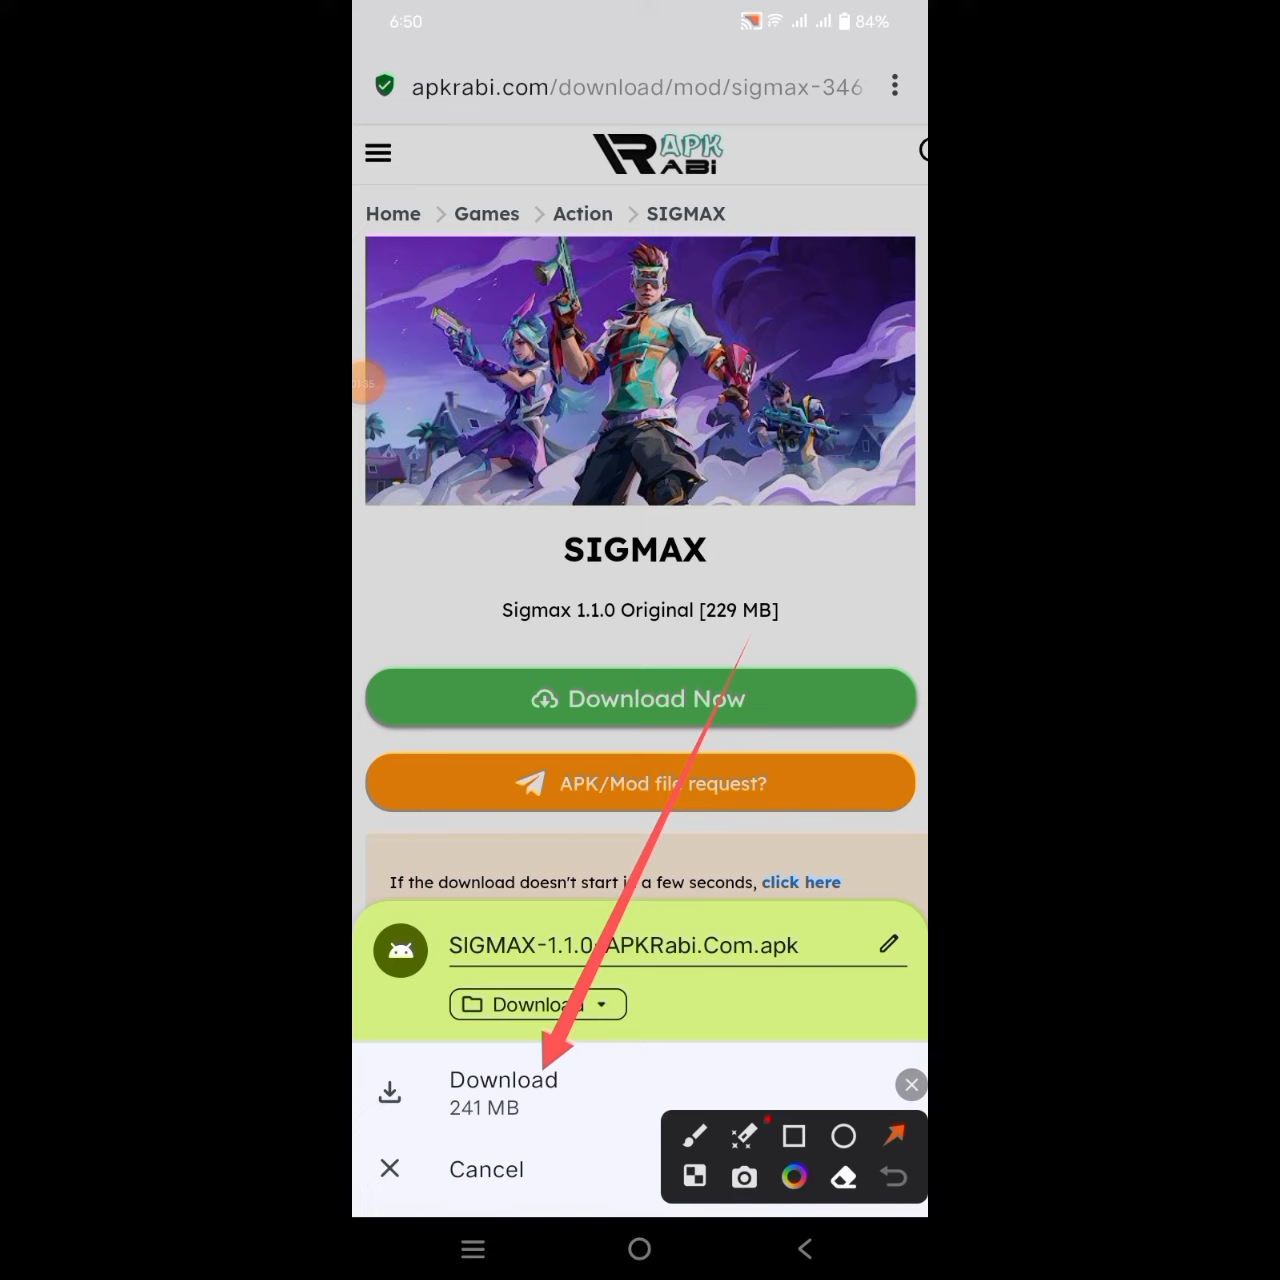 6:50
84%
apkrabi.com/download/mod/sigmax-346
APK
RABi
Home > Games > Action > SIGMAX
01:35
SIGMAX
Sigmax 1.1.0 Original [229 MB]
Download Now
APK/Mod file request?
If the download doesn't start in a few seconds, click here
SIGMAX-1.1.0-APKRabi.Com.apk
Download
Download
241 MB
Cancel